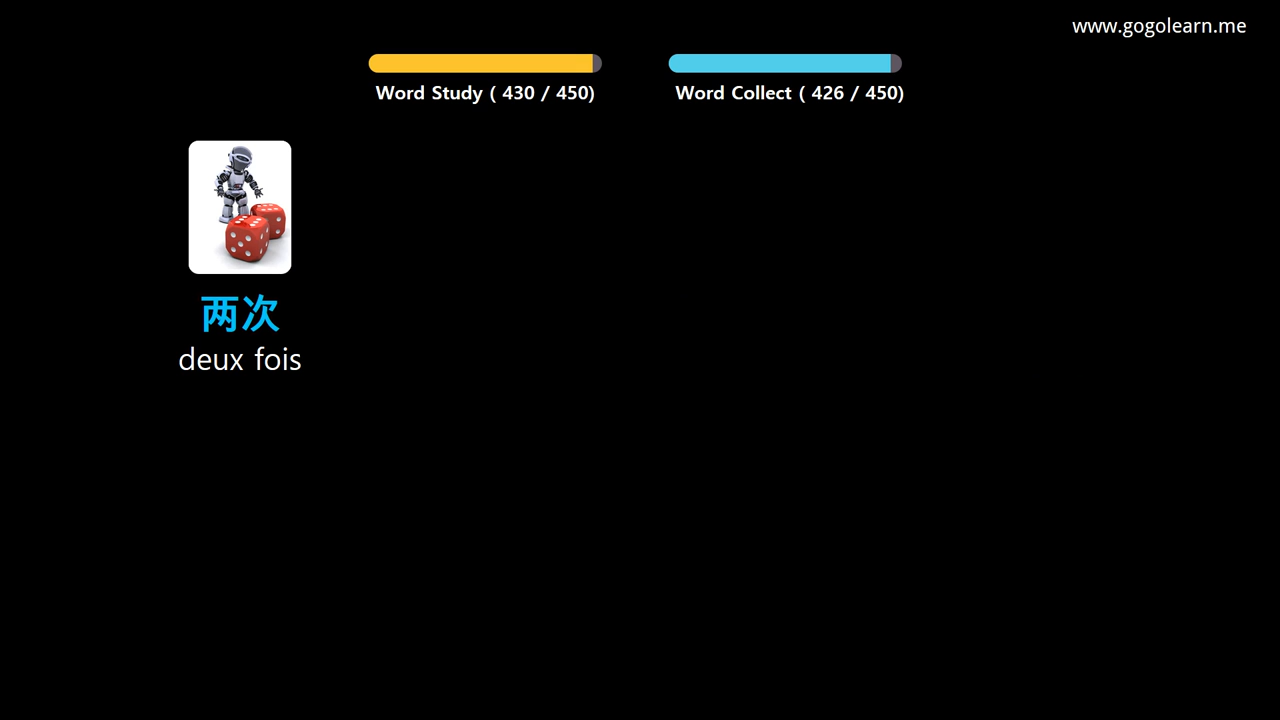 www.gogolearn.me
Word Study ( 430 / 450)
Word Collect ( 426 / 450)
两次
deux fois